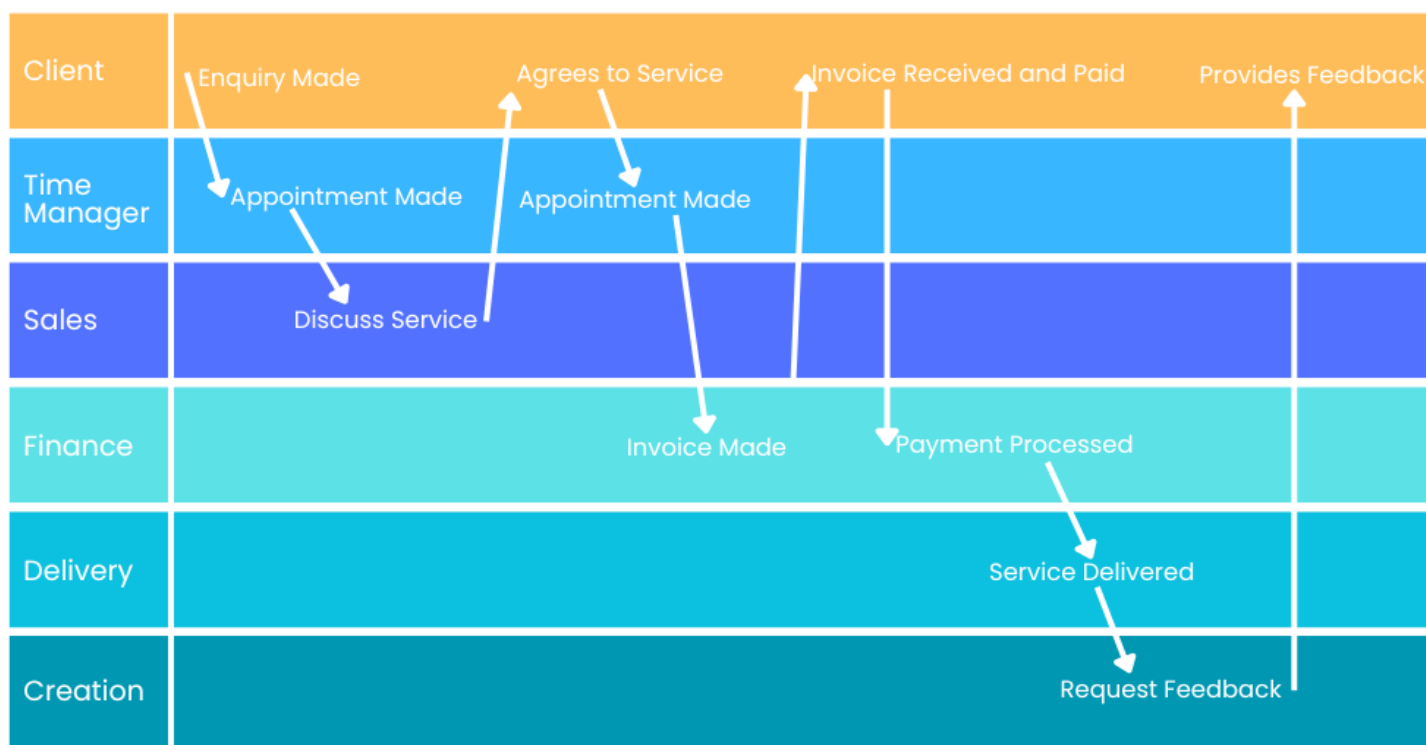 Client
Enquiry Made
Agrees to Service
Invoice Received and Paid
Provides Feedback
Time
Manager
Appointment Made
Appointment Made
Sales
Discuss Service
Finance
Invoice Made
Payment Processed
Delivery
Service Delivered
Creation
Request Feedback